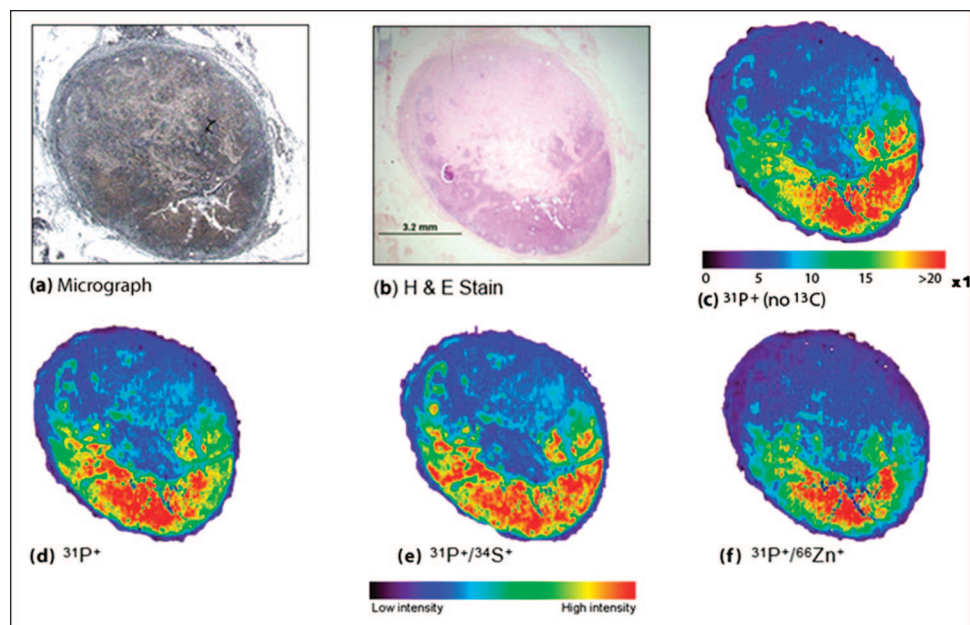 3.2 mm
(a) Micrograph
(b) H & E Stain
0 5 10 15 >20 x1
(c) ³¹P⁺ (no ¹³C)
(d) ³¹P⁺
(e) ³¹P⁺/³⁴S⁺
(f) ³¹P⁺/⁶⁶Zn⁺
Low intensity High intensity